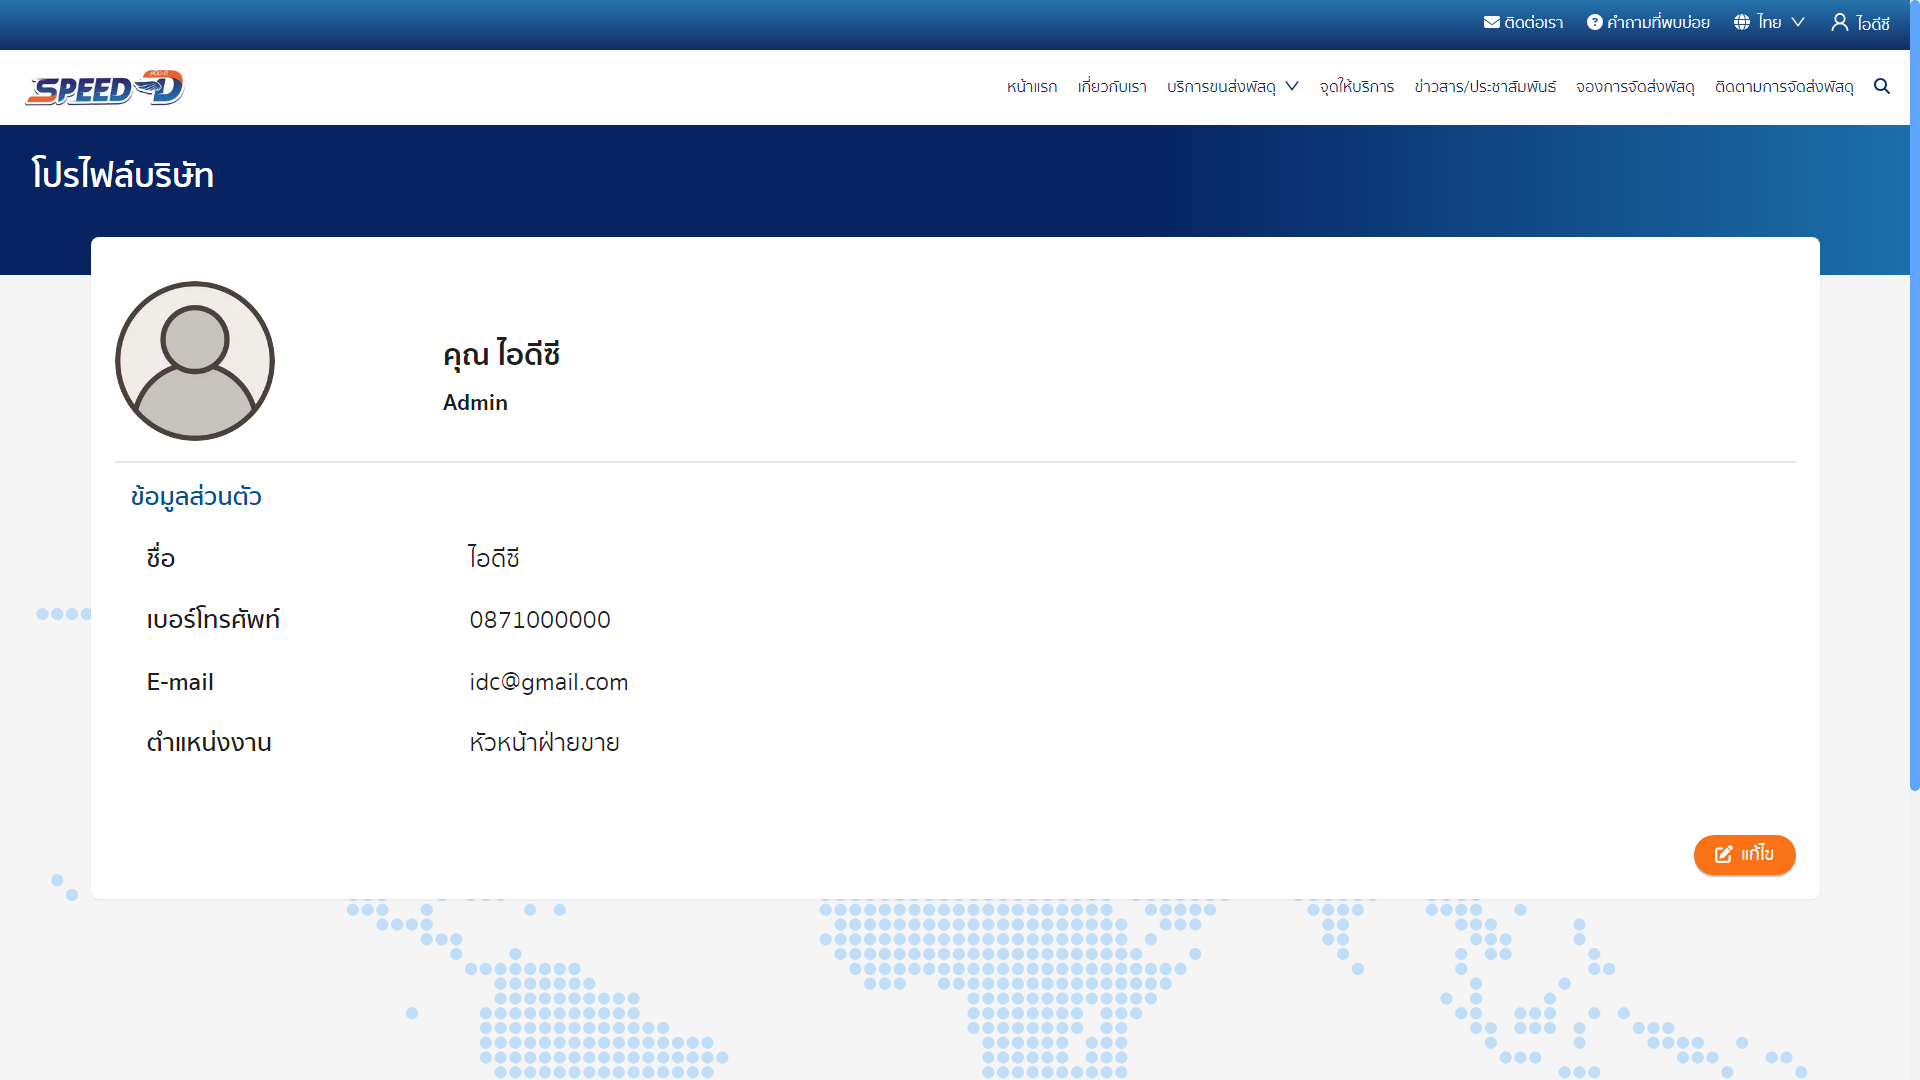 ติดต่อเรา คำถามที่พบบ่อย ไทย ไอดีซี
SPEED D หน้าแรก เกี่ยวกับเรา บริการขนส่งพัสดุ จุดให้บริการ ข่าวสาร/ประชาสัมพันธ์ จองการจัดส่งพัสดุ ติดตามการจัดส่งพัสดุ
โปรไฟล์บริษัท
คุณ ไอดีซี
Admin
ข้อมูลส่วนตัว
ชื่อ ไอดีซี
เบอร์โทรศัพท์ 0871000000
E-mail idc@gmail.com
ตำแหน่งงาน หัวหน้าฝ่ายขาย
แก้ไข